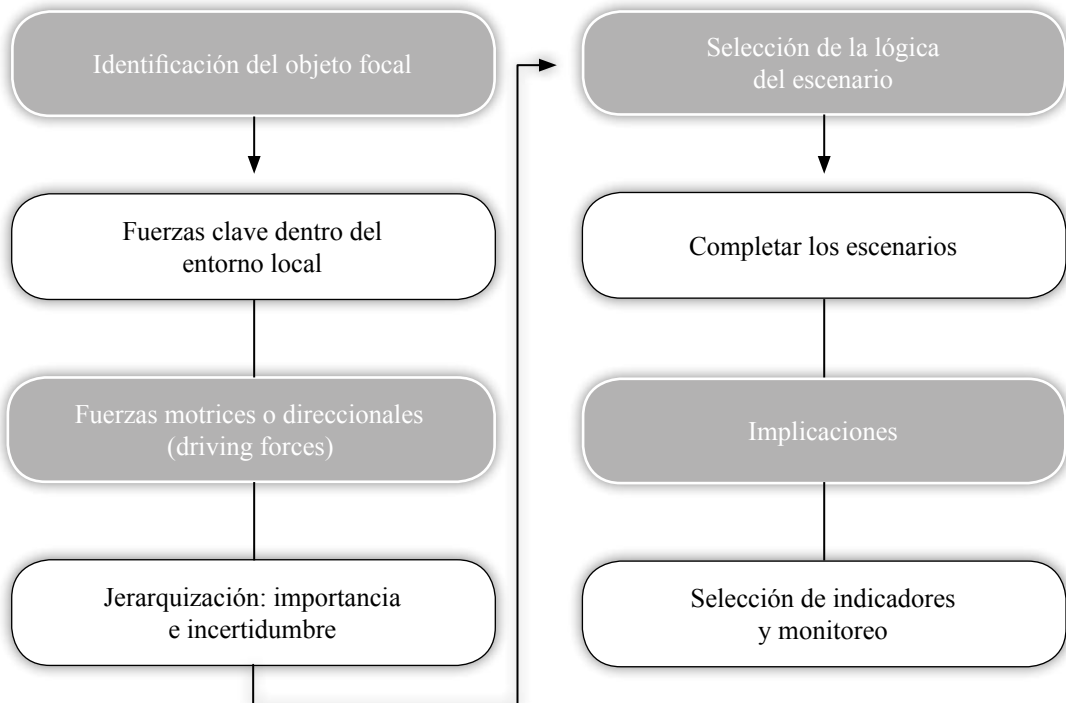 Identificación del objeto focal
Fuerzas clave dentro del
entorno local
Fuerzas motrices o direccionales
(driving forces)
Jerarquización: importancia
e incertidumbre
Selección de la lógica
del escenario
Completar los escenarios
Implicaciones
Selección de indicadores
y monitoreo